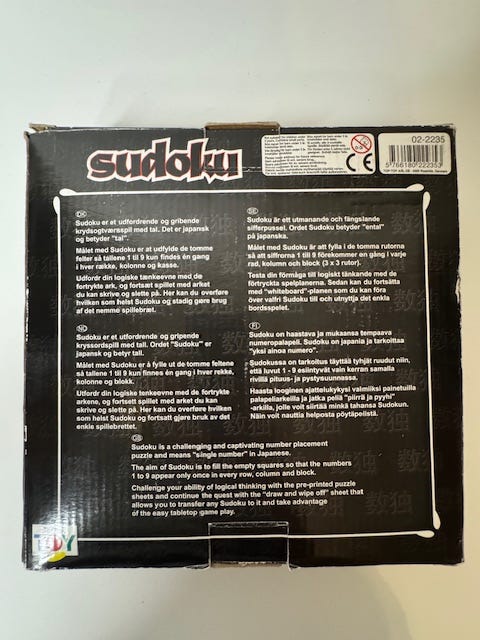 sudoku
02-2235
5 766180 222353
DK
Sudoku er et udfordrende og gribende
krydsogtværsspil med tal. Det er japansk
og betyder "tal".
Målet med Sudoku er at udfylde de tomme
felter så tallene 1 til 9 kun findes én gang
i hver række, kolonne og kasse.
Udfordr din logiske tænkeevne med de
fortrykte ark, og fortsæt spillet med arket
du kan skrive og slette på. Her kan du overføre
hvilken som helst Sudoku og stadig gøre brug
af det nemme spillebræt.
SE
Sudoku är ett utmanande och fängslande
sifferpussel. Ordet Sudoku betyder "ental"
på japanska.
Målet med Sudoku är att fylla i de tomma rutorna
så att siffrorna 1 till 9 förekommer en gång i varje
rad, kolumn och block (3 x 3 rutor).
Testa din förmåga till logiskt tänkande med de
förtryckta spelplanerna. Sedan kan du fortsätta
med "whiteboard"-planen som du kan föra
över valfri Sudoku till och utnyttja det enkla
bordsspelet.
NO
Sudoku er et utfordrende og gripende
kryssordspill med tall. Ordet "Sudoku" er
japansk og betyr tall.
Målet med Sudoku er å fylle ut de tomme feltene
så tallene 1 til 9 kun finnes én gang i hver rekke,
kolonne og blokk.
Utfordr din logiske tenkeevne med de fortrykte
arkene, og fortsett spillet med arket du kan
skrive og slette på. Her kan du overføre hvilken
som helst Sudoku og fortsatt gjøre bruk av det
enkle spillebrettet.
FI
Sudoku on haastava ja mukaansa tempaava
numeropalapeli. Sudoku on japania ja tarkoittaa
"yksi ainoa numero".
Sudokussa on tarkoitus täyttää tyhjät ruudut niin,
että luvut 1 - 9 esiintyvät vain kerran samalla
rivillä pituus- ja pystysuunnassa.
Haasta looginen ajattelukykysi valmiiksi painetuilla
palapeliarkeilla ja jatka peliä "piirrä ja pyyhi"
-arkilla, jolle voit siirtää minkä tahansa Sudokun.
Näin voit nauttia helposta pöytäpelistä.
GB
Sudoku is a challenging and captivating number placement
puzzle and means "single number" in Japanese.
The aim of Sudoku is to fill the empty squares so that the numbers
1 to 9 appear only once in every row, column and block.
Challenge your ability of logical thinking with the pre-printed puzzle
sheets and continue the quest with the "draw and wipe off" sheet that
allows you to transfer any Sudoku to it and take advantage
of the easy tabletop game play.
TOY